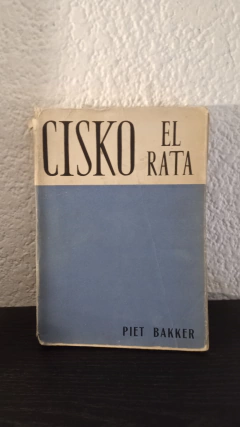 CISKO EL
RATA
PIET BAKKER